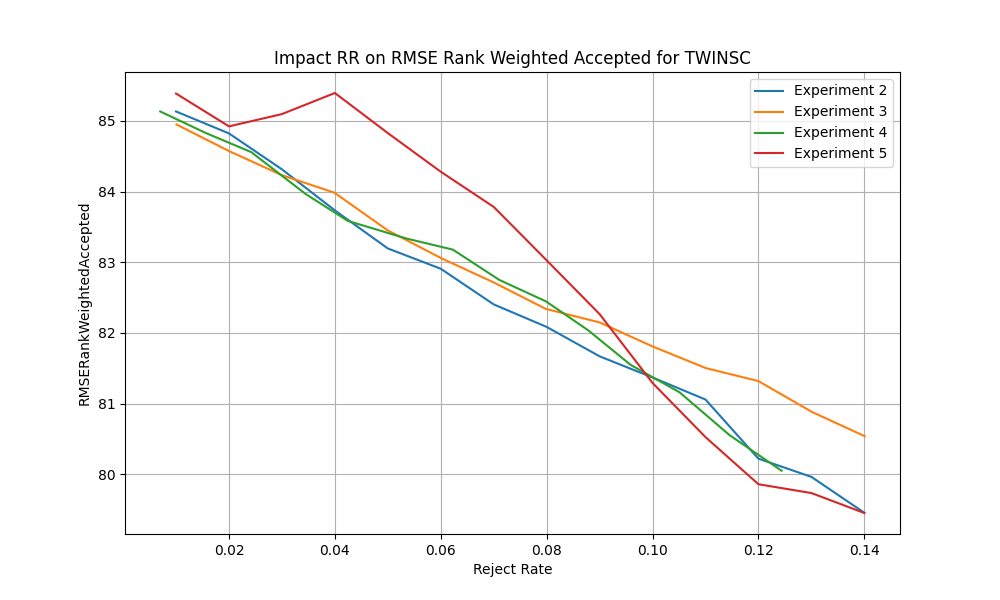 Impact RR on RMSE Rank Weighted Accepted for TWINSC
Experiment 2
Experiment 3
Experiment 4
Experiment 5
RMSERankWeightedAccepted
85
84
83
82
81
80
0.02 0.04 0.06 0.08 0.10 0.12 0.14
Reject Rate